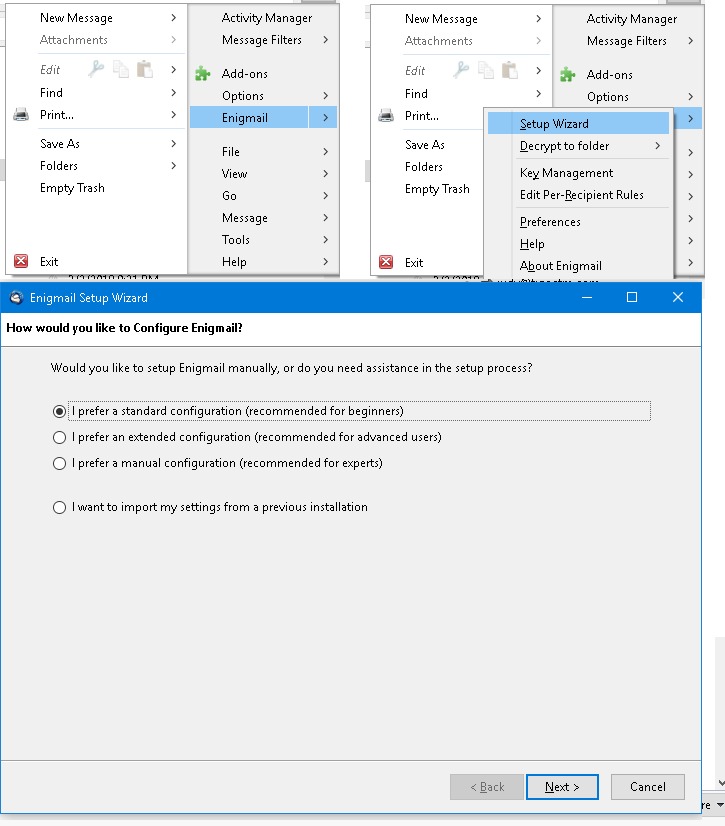 New Message
Attachments
Edit
Find
Print...
Save As
Folders
Empty Trash
Exit
Activity Manager
Message Filters
Add-ons
Options
Enigmail
File
View
Go
Message
Tools
Help
New Message
Attachments
Edit
Find
Print...
Save As
Folders
Empty Trash
Exit
Activity Manager
Message Filters
Add-ons
Options
Setup Wizard
Decrypt to folder
Key Management
Edit Per-Recipient Rules
Preferences
Help
About Enigmail
Enigmail Setup Wizard
How would you like to Configure Enigmail?
Would you like to setup Enigmail manually, or do you need assistance in the setup process?
I prefer a standard configuration (recommended for beginners)
I prefer an extended configuration (recommended for advanced users)
I prefer a manual configuration (recommended for experts)
I want to import my settings from a previous installation
< Back
Next >
Cancel
re